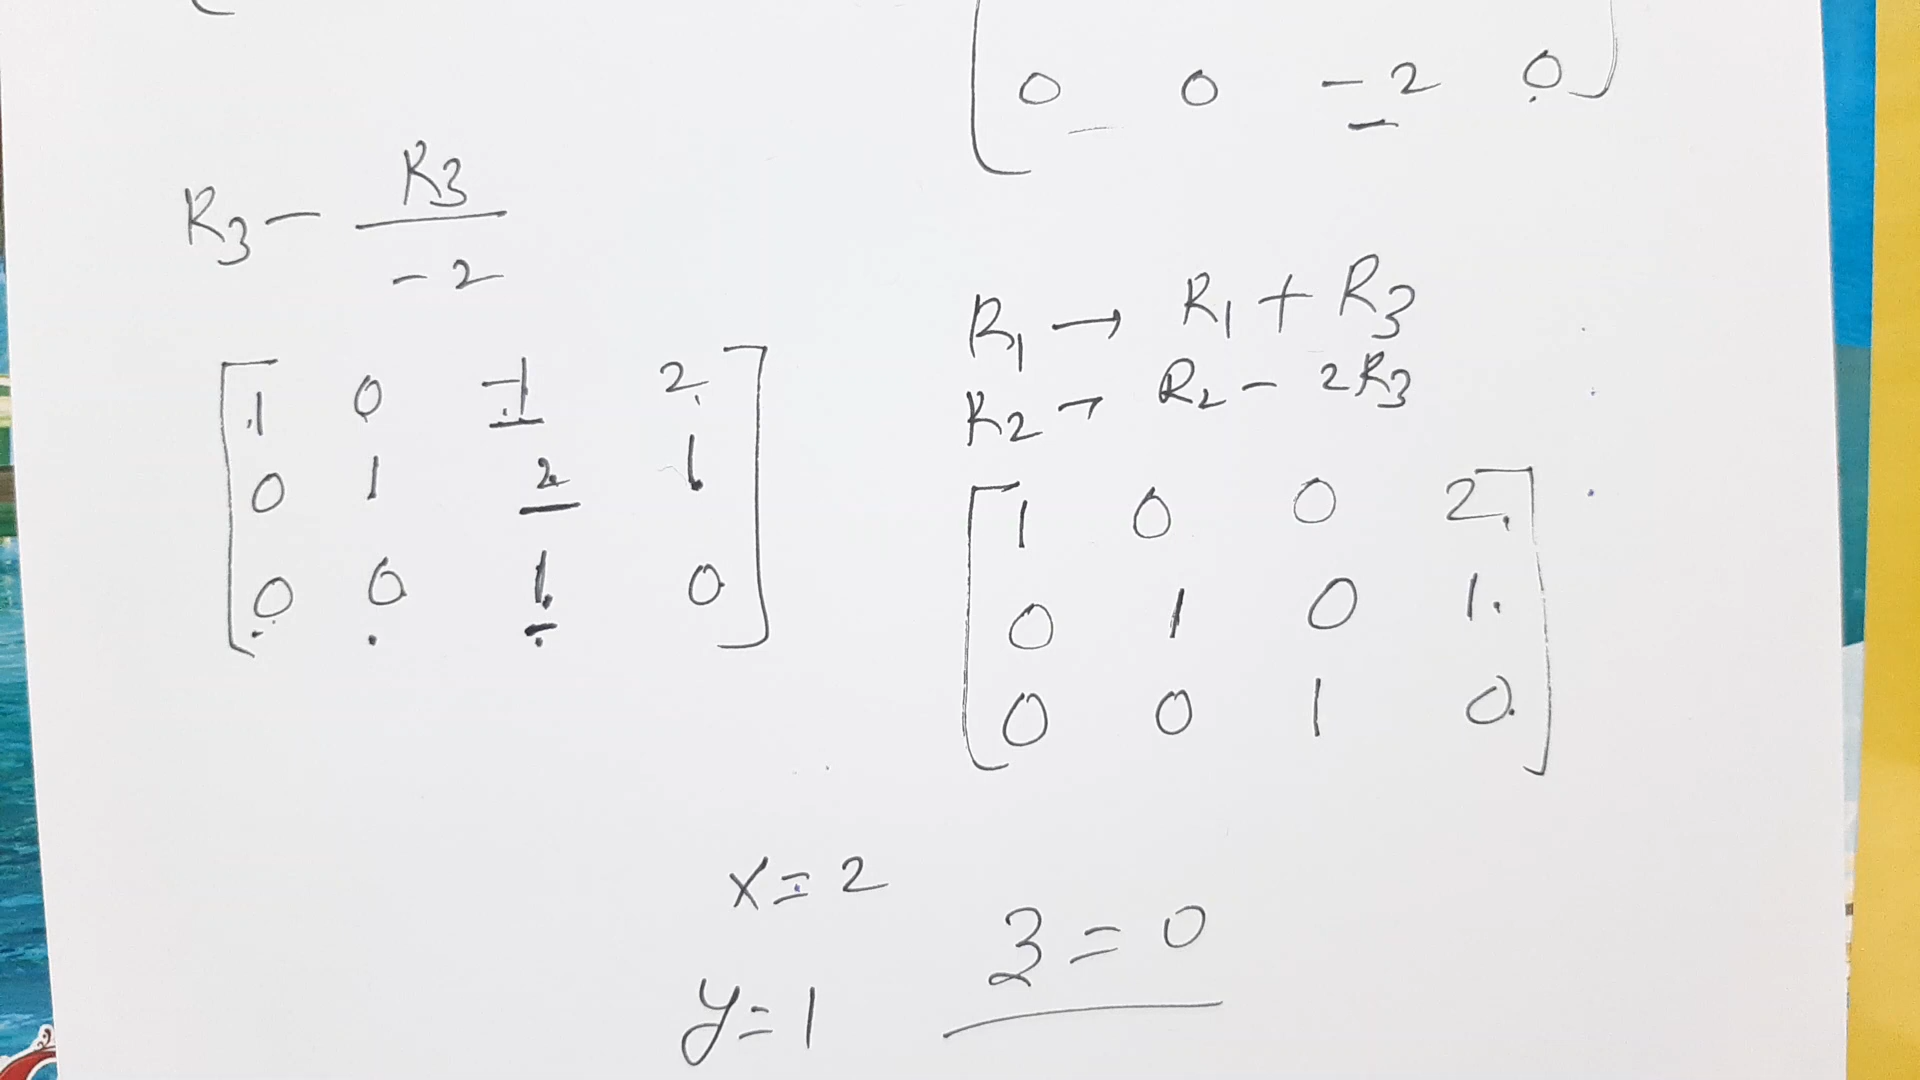 0 0 -2 0
R3 - R3
-2
1 0 -1 2
0 1 2 1
0 0 1 0
R1 → R1 + R3
R2 → R2 - 2R3
1 0 0 2
0 1 0 1
0 0 1 0
x = 2
y = 1
3 = 0